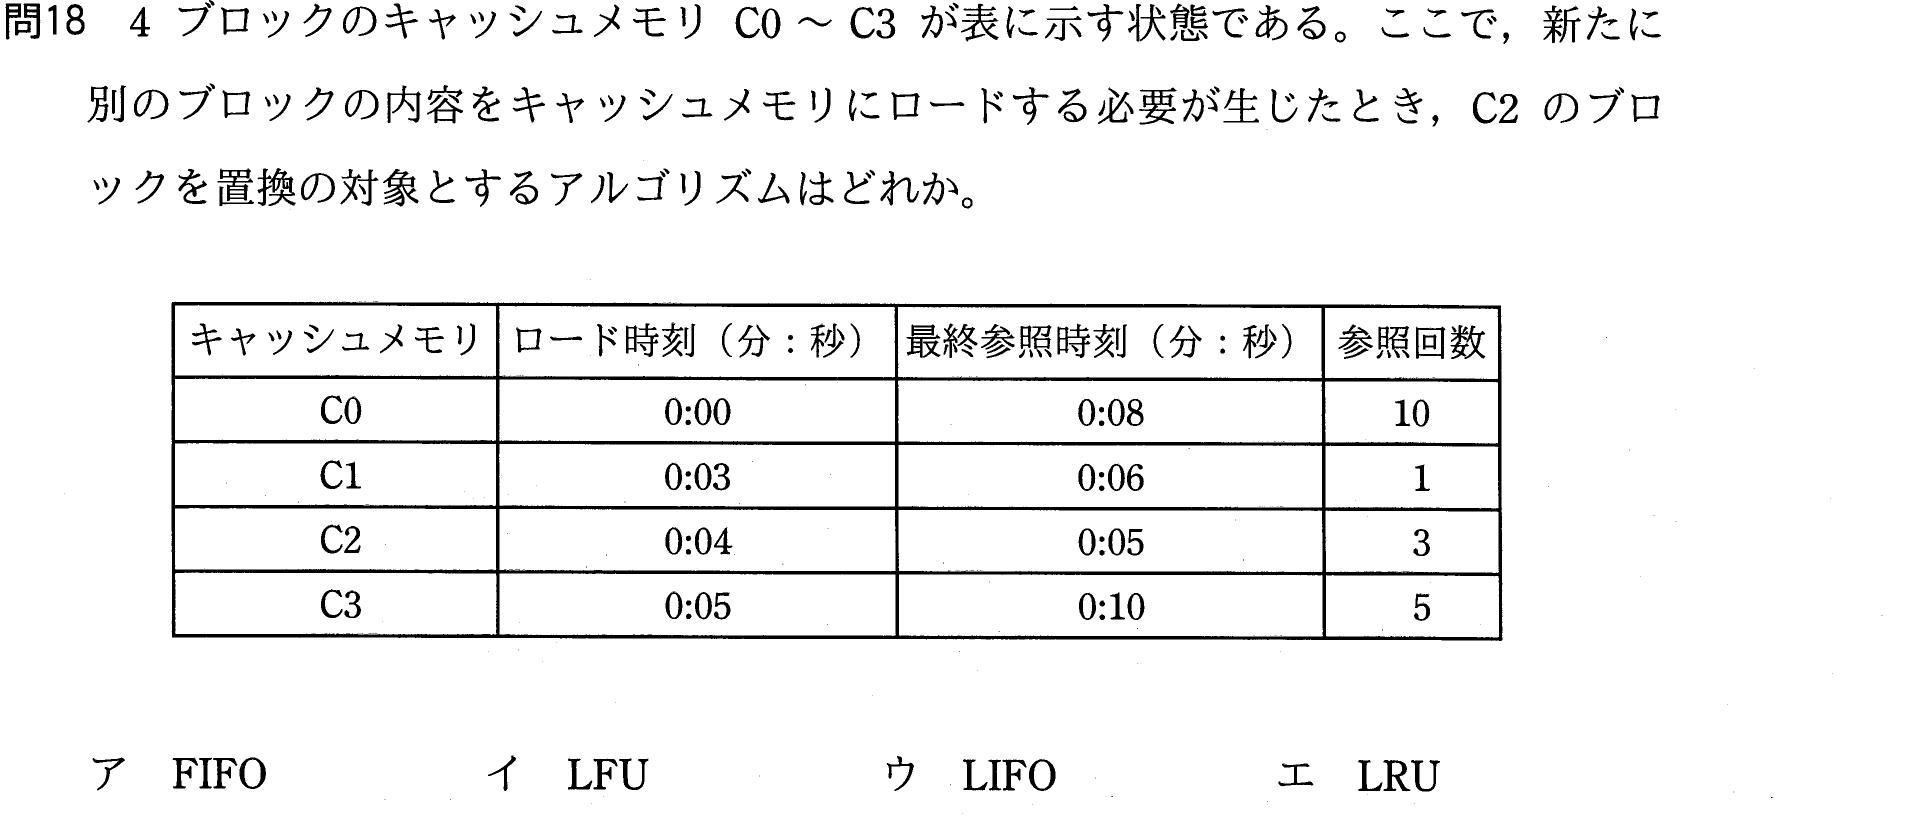 問18 4 ブロックのキャッシュメモリ C0 ～ C3 が表に示す状態である。ここで，新たに
別のブロックの内容をキャッシュメモリにロードする必要が生じたとき，C2 のブロ
ックを置換の対象とするアルゴリズムはどれか。
キャッシュメモリ ロード時刻（分：秒） 最終参照時刻（分：秒） 参照回数
C0 0:00 0:08 10
C1 0:03 0:06 1
C2 0:04 0:05 3
C3 0:05 0:10 5
ア FIFO イ LFU ウ LIFO エ LRU